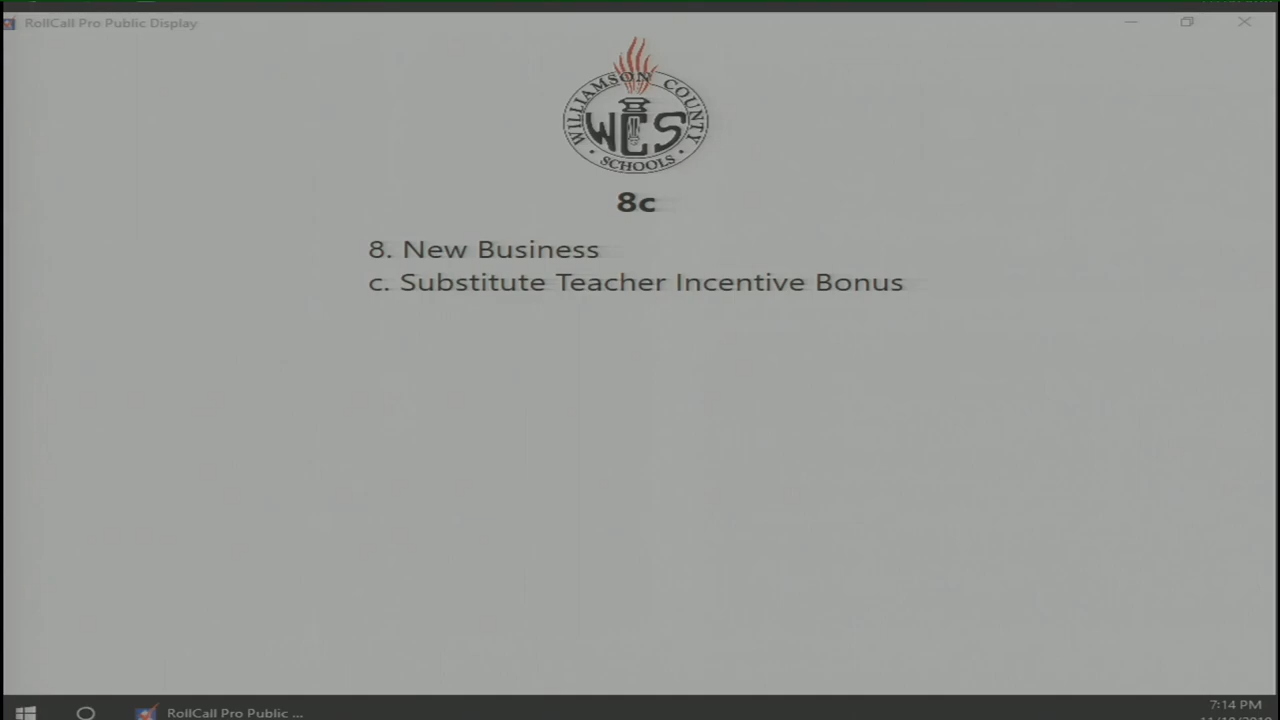 RollCall Pro Public Display
WILLIAMSON COUNTY
WCS
SCHOOLS
8c
8. New Business
c. Substitute Teacher Incentive Bonus
RollCall Pro Public ...
7:14 PM